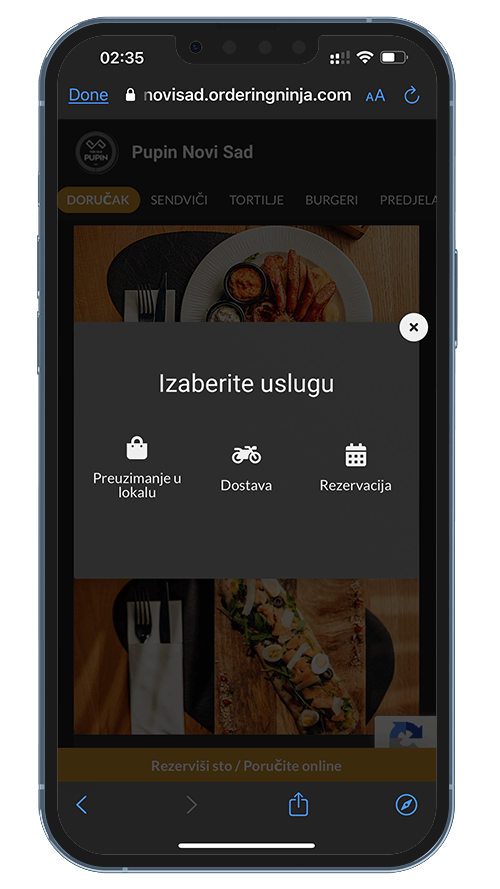 02:35
Done
novisad.orderingninja.com
AA
PUPIN
Pupin Novi Sad
DORUČAK SENDVIČI TORTILJE BURGERI PREDJELA
Izaberite uslugu
Preuzimanje u
lokalu
Dostava
Rezervacija
Rezerviši sto / Poručite online